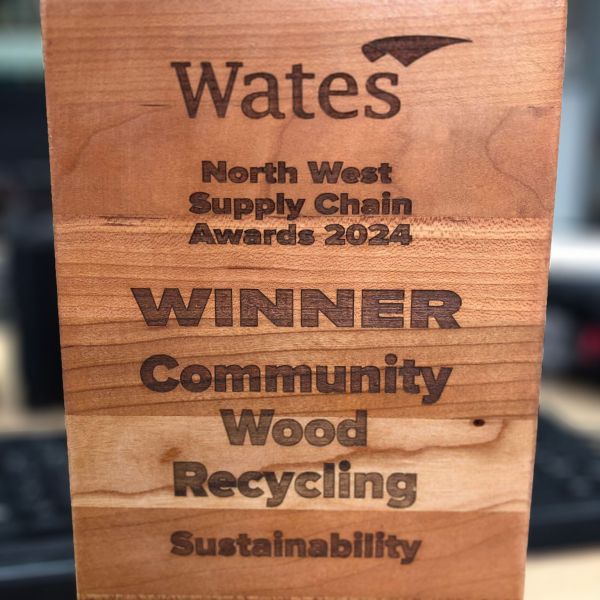 Wates
North West
Supply Chain
Awards 2024
WINNER
Community
Wood
Recycling
Sustainability